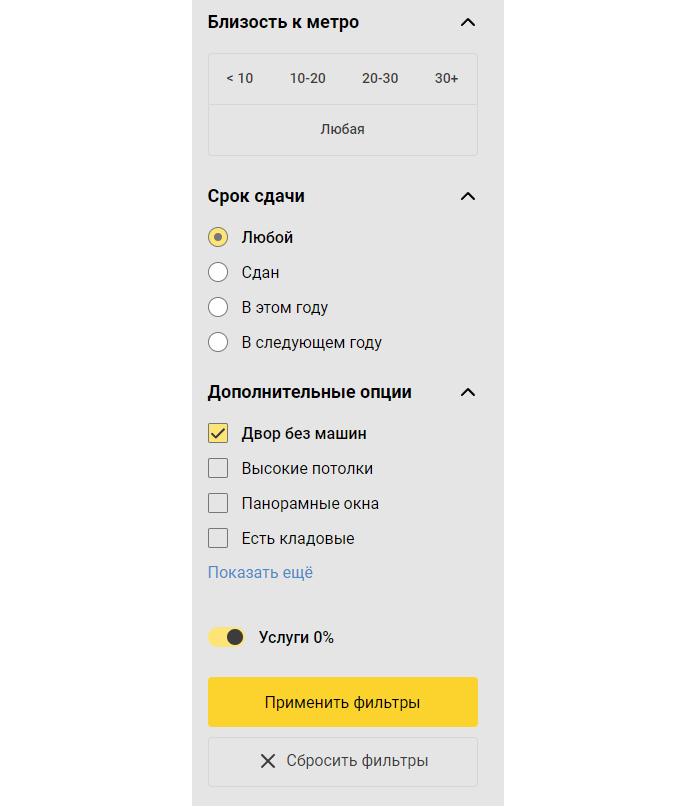 Близость к метро
< 10 10-20 20-30 30+
Любая
Срок сдачи
Любой
Сдан
В этом году
В следующем году
Дополнительные опции
Двор без машин
Высокие потолки
Панорамные окна
Есть кладовые
Показать ещё
Услуги 0%
Применить фильтры
Сбросить фильтры